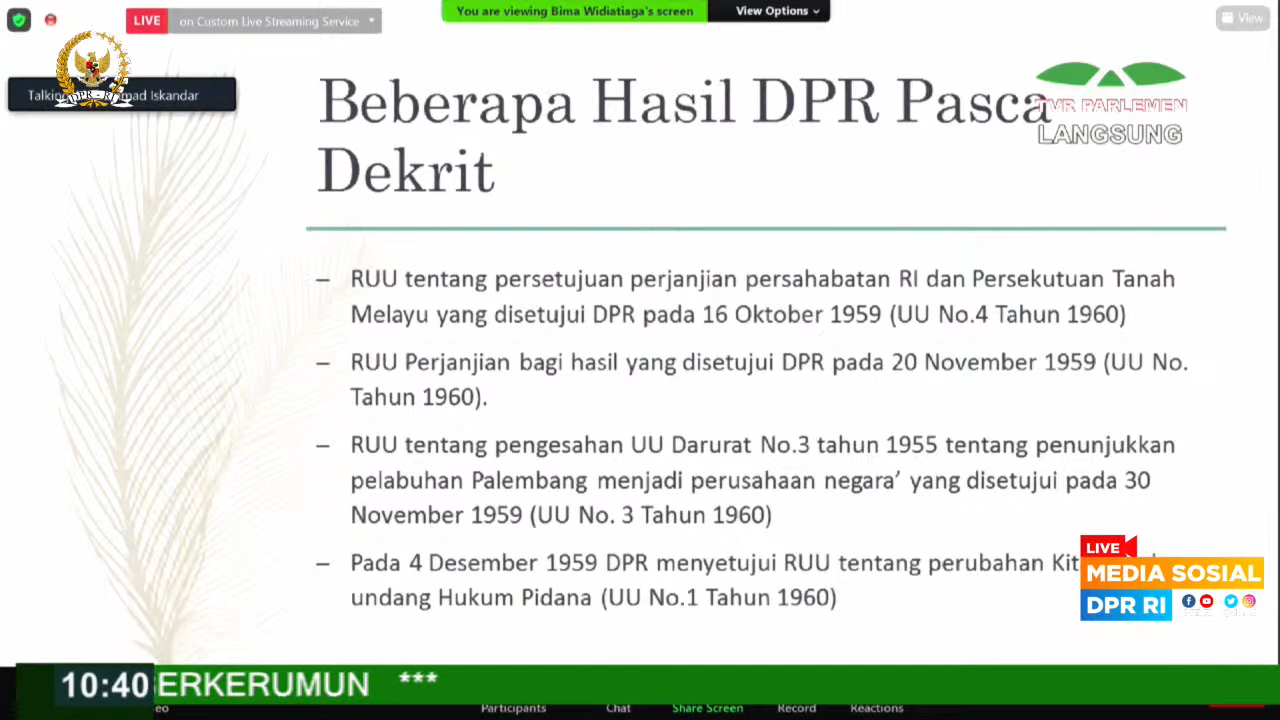 LIVE on Custom Live Streaming Service
You are viewing Bima Widiatiaga's screen View Options
View
DPR - RI
Iskandar
TVR PARLEMEN
LANGSUNG
Beberapa Hasil DPR Pasca
Dekrit
– RUU tentang persetujuan perjanjian persahabatan RI dan Persekutuan Tanah
Melayu yang disetujui DPR pada 16 Oktober 1959 (UU No.4 Tahun 1960)
– RUU Perjanjian bagi hasil yang disetujui DPR pada 20 November 1959 (UU No.
Tahun 1960).
– RUU tentang pengesahan UU Darurat No.3 tahun 1955 tentang penunjukkan
pelabuhan Palembang menjadi perusahaan negara’ yang disetujui pada 30
November 1959 (UU No. 3 Tahun 1960)
– Pada 4 Desember 1959 DPR menyetujui RUU tentang perubahan
undang Hukum Pidana (UU No.1 Tahun 1960)
LIVE
MEDIA SOSIAL
DPR RI
10:40 ERKERUMUN ***
eo Participants Chat Share Screen Record Reactions